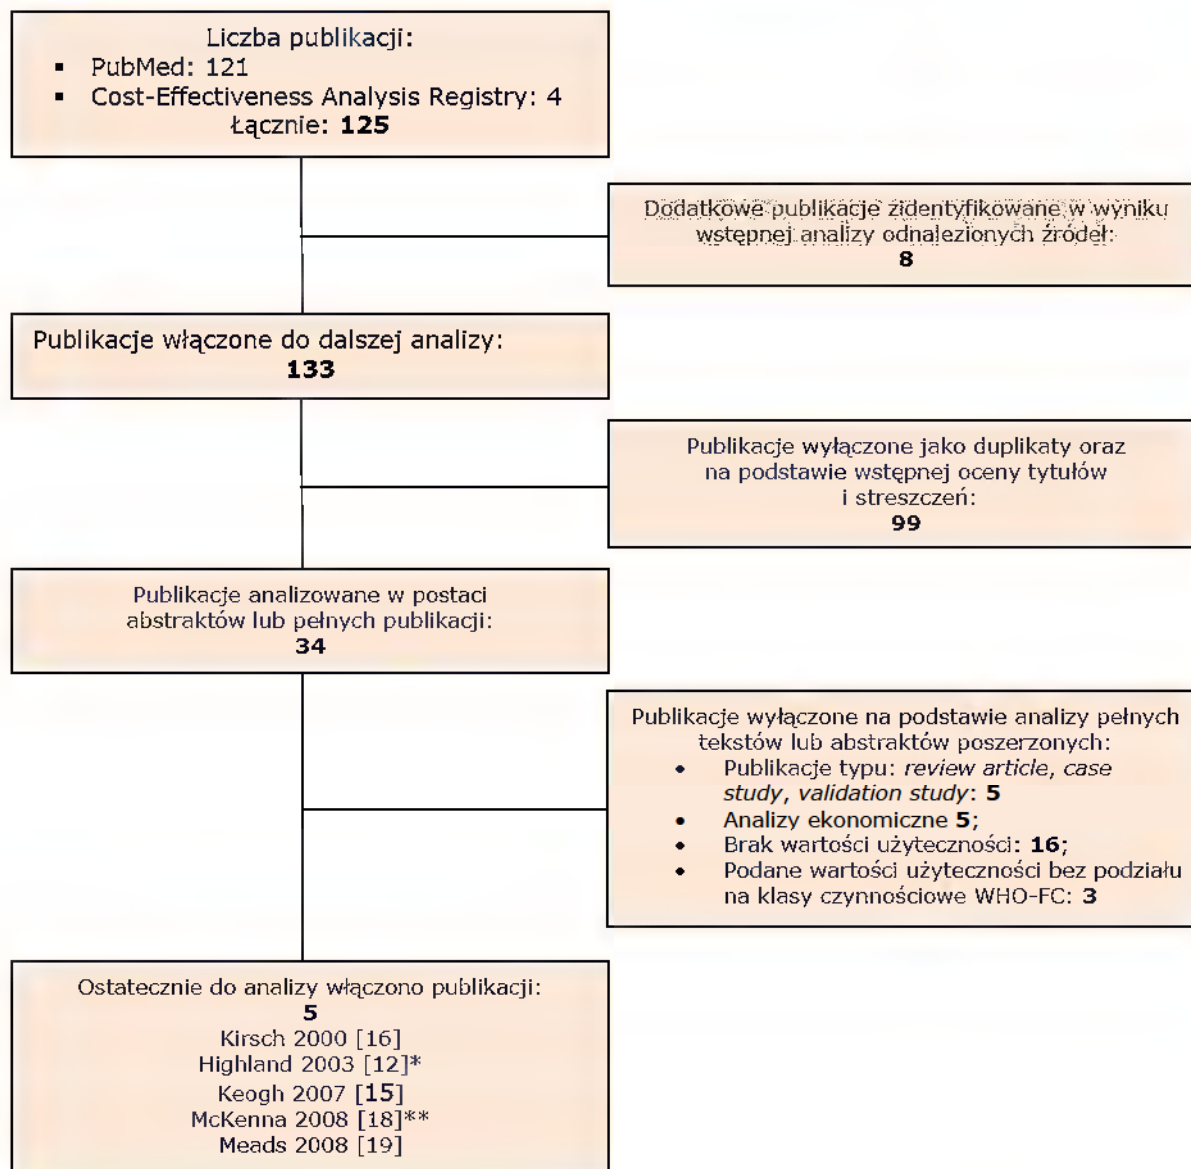 Liczba publikacji:
▪ PubMed: 121
▪ Cost-Effectiveness Analysis Registry: 4
Łącznie: 125
Dodatkowe publikacje zidentyfikowane w wyniku
wstępnej analizy odnalezionych źródeł:
8
Publikacje włączone do dalszej analizy:
133
Publikacje wyłączone jako duplikaty oraz
na podstawie wstępnej oceny tytułów
i streszczeń:
99
Publikacje analizowane w postaci
abstraktów lub pełnych publikacji:
34
Publikacje wyłączone na podstawie analizy pełnych
tekstów lub abstraktów poszerzonych:
• Publikacje typu: review article, case
study, validation study: 5
• Analizy ekonomiczne 5;
• Brak wartości użyteczności: 16;
• Podane wartości użyteczności bez podziału
na klasy czynnościowe WHO-FC: 3
Ostatecznie do analizy włączono publikacji:
5
Kirsch 2000 [16]
Highland 2003 [12]*
Keogh 2007 [15]
McKenna 2008 [18]**
Meads 2008 [19]